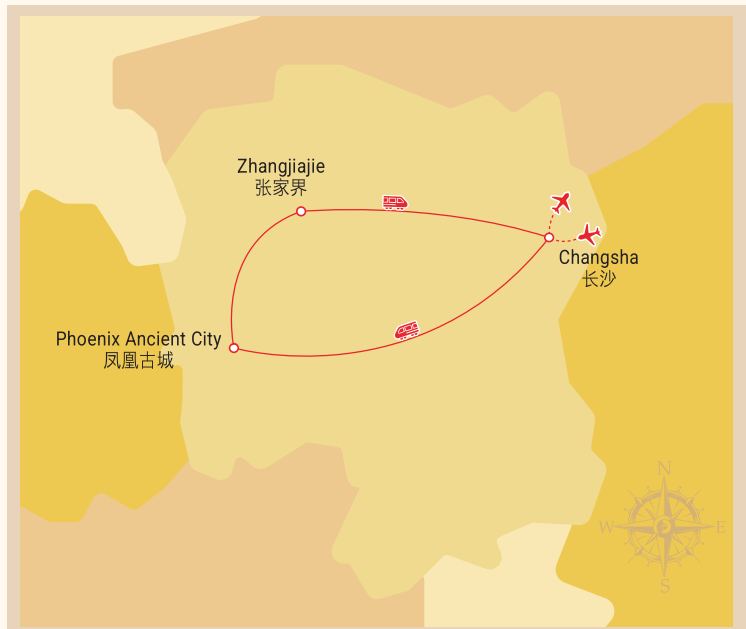 Zhangjiajie
张家界
Changsha
长沙
Phoenix Ancient City
凤凰古城
N
W
E
S